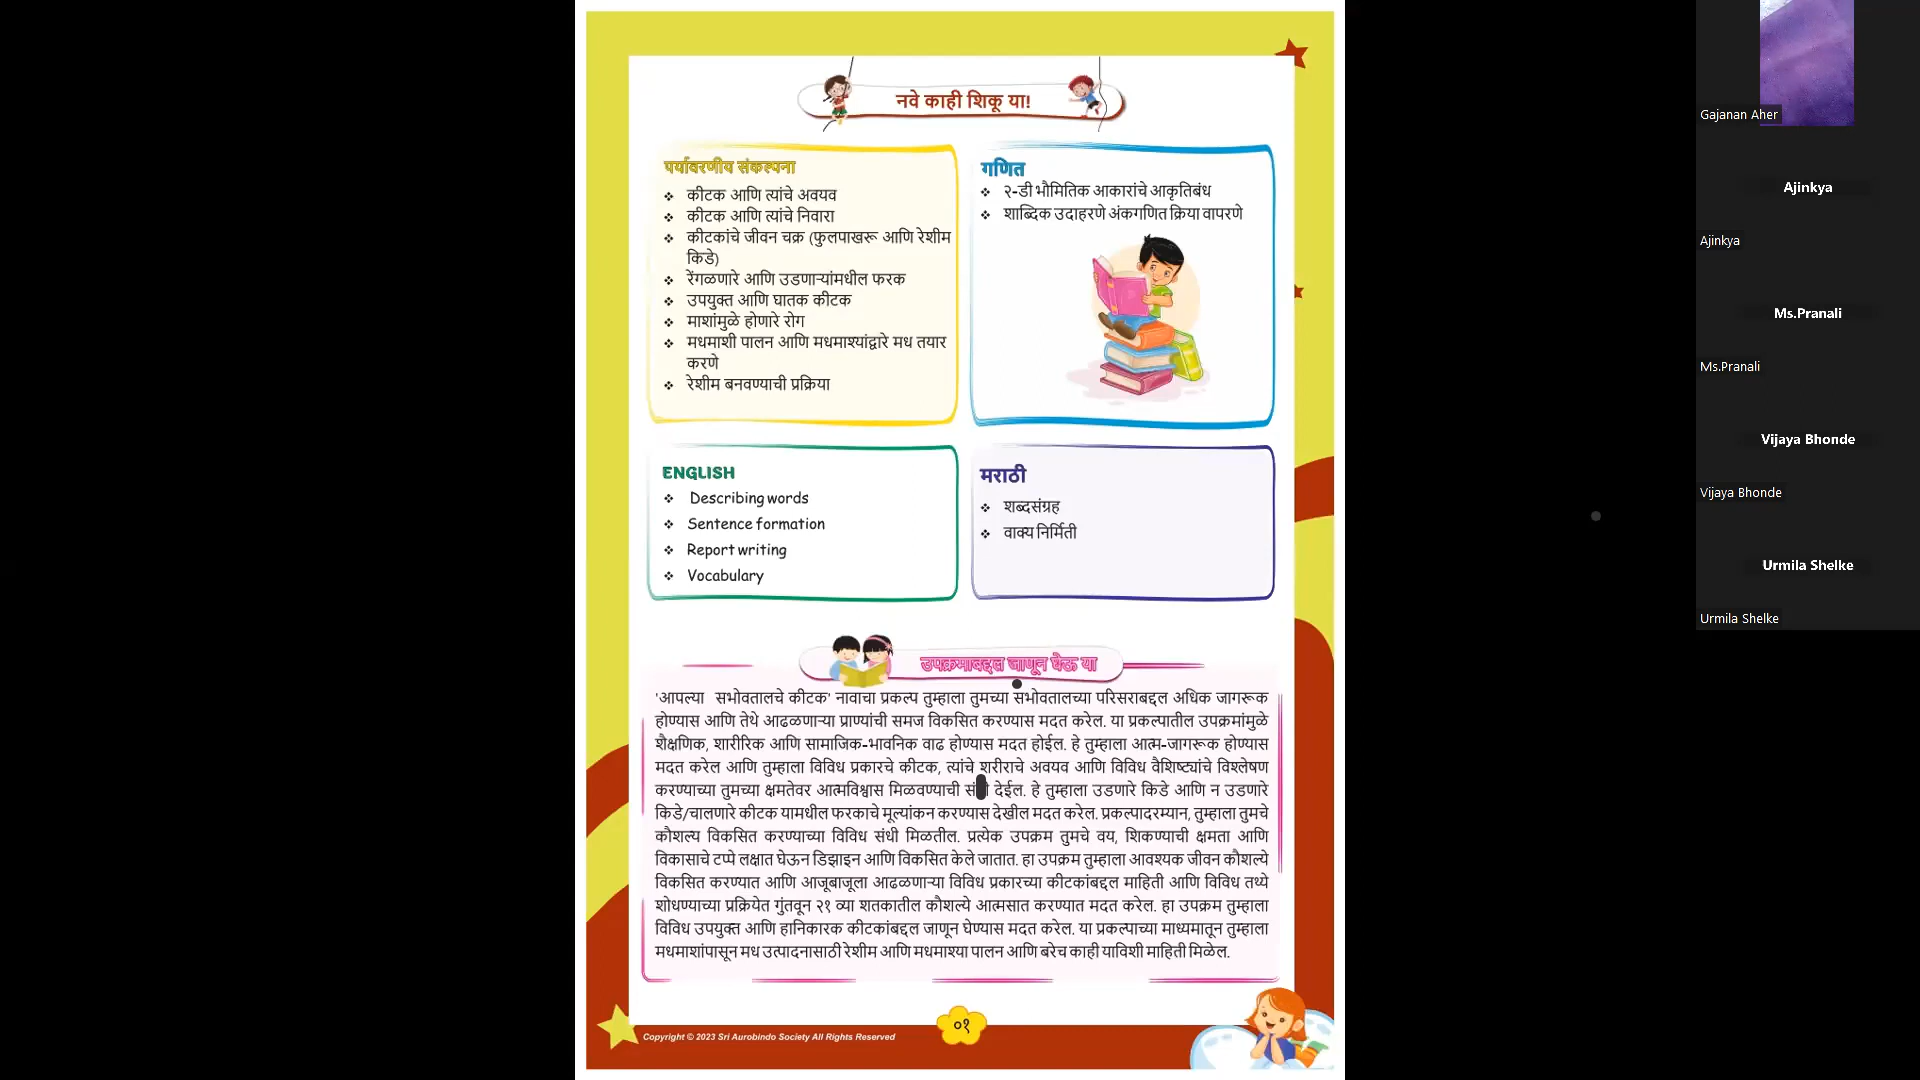 नवे काही शिकू या!
पर्यावरणीय संकल्पना
❖ कीटक आणि त्यांचे अवयव
❖ कीटक आणि त्यांचे निवारा
❖ कीटकांचे जीवन चक्र (फुलपाखरू आणि रेशीम
किडे)
❖ रेंगळणारे आणि उडणाऱ्यांमधील फरक
❖ उपयुक्त आणि घातक कीटक
❖ माशांमुळे होणारे रोग
❖ मधमाशी पालन आणि मधमाश्यांद्वारे मध तयार
करणे
❖ रेशीम बनवण्याची प्रक्रिया
गणित
❖ २-डी भौमितिक आकारांचे आकृतिबंध
❖ शाब्दिक उदाहरणे अंकगणित क्रिया वापरणे
ENGLISH
❖ Describing words
❖ Sentence formation
❖ Report writing
❖ Vocabulary
मराठी
❖ शब्दसंग्रह
❖ वाक्य निर्मिती
उपक्रमाबद्दल जाणून घेऊ या
'आपल्या सभोवतालचे कीटक' नावाचा प्रकल्प तुम्हाला तुमच्या सभोवतालच्या परिसराबद्दल अधिक जागरूक
होण्यास आणि तेथे आढळणाऱ्या प्राण्यांची समज विकसित करण्यास मदत करेल. या प्रकल्पातील उपक्रमांमुळे
शैक्षणिक, शारीरिक आणि सामाजिक-भावनिक वाढ होण्यास मदत होईल. हे तुम्हाला आत्म-जागरूक होण्यास
मदत करेल आणि तुम्हाला विविध प्रकारचे कीटक, त्यांचे शरीराचे अवयव आणि विविध वैशिष्ट्यांचे विश्लेषण
करण्याच्या तुमच्या क्षमतेवर आत्मविश्वास मिळवण्याची देईल. हे तुम्हाला उडणारे किडे आणि न उडणारे
किडे/चालणारे कीटक यामधील फरकाचे मूल्यांकन करण्यास देखील मदत करेल. प्रकल्पादरम्यान, तुम्हाला तुमचे
कौशल्य विकसित करण्याच्या विविध संधी मिळतील. प्रत्येक उपक्रम तुमचे वय, शिकण्याची क्षमता आणि
विकासाचे टप्पे लक्षात घेऊन डिझाइन आणि विकसित केले जातात. हा उपक्रम तुम्हाला आवश्यक जीवन कौशल्ये
विकसित करण्यात आणि आजूबाजूला आढळणाऱ्या विविध प्रकारच्या कीटकांबद्दल माहिती आणि विविध तथ्ये
शोधण्याच्या प्रक्रियेत गुंतवून २१ व्या शतकातील कौशल्ये आत्मसात करण्यात मदत करेल. हा उपक्रम तुम्हाला
विविध उपयुक्त आणि हानिकारक कीटकांबद्दल जाणून घेण्यास मदत करेल. या प्रकल्पाच्या माध्यमातून तुम्हाला
मधमाशांपासून मध उत्पादनासाठी रेशीम आणि मधमाश्या पालन आणि बरेच काही याविशी माहिती मिळेल.
Copyright © 2023 Sri Aurobindo Society All Rights Reserved
०१
Gajanan Aher
Ajinkya
Ajinkya
Ms.Pranali
Ms.Pranali
Vijaya Bhonde
Vijaya Bhonde
Urmila Shelke
Urmila Shelke